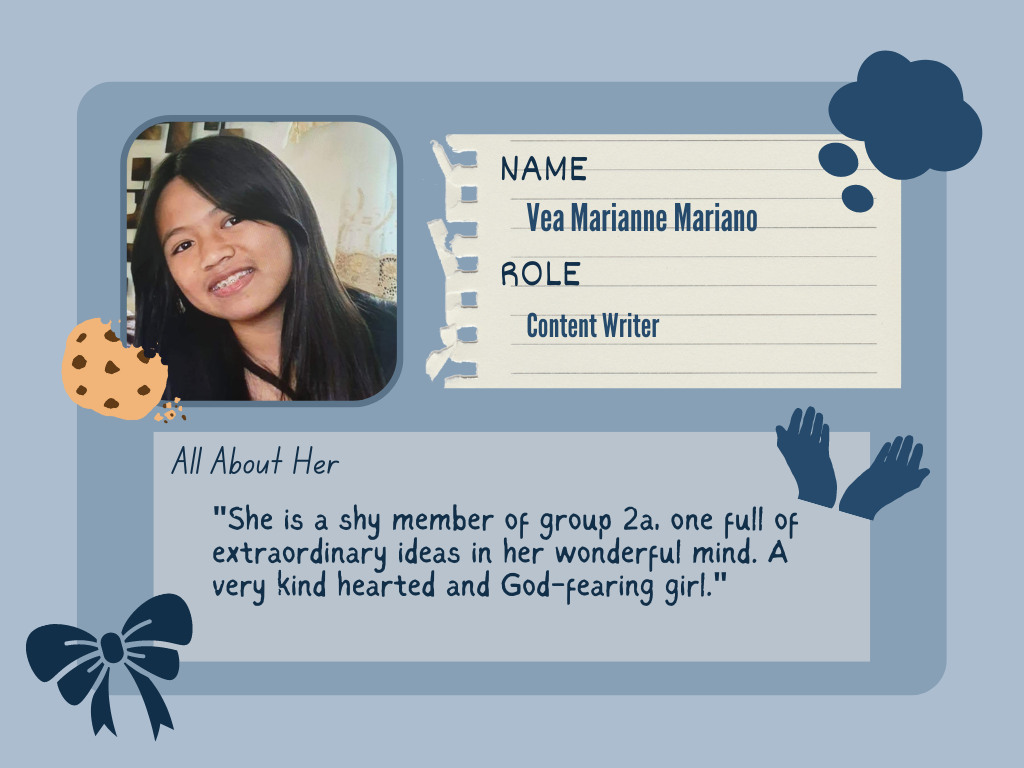 NAME
Vea Marianne Mariano
ROLE
Content Writer
All About Her
"She is a shy member of group 2a. one full of
extraordinary ideas in her wonderful mind. A
very kind hearted and God-fearing girl."